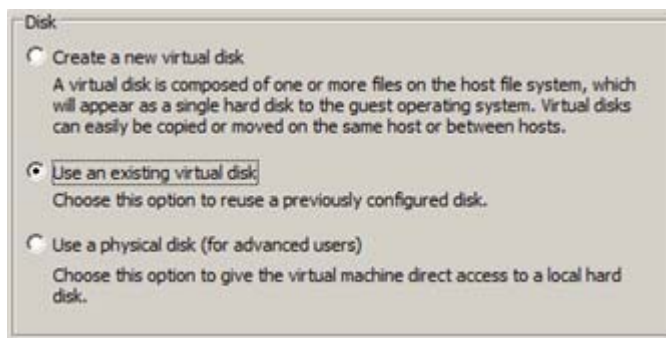 Disk
Create a new virtual disk
A virtual disk is composed of one or more files on the host file system, which
will appear as a single hard disk to the guest operating system. Virtual disks
can easily be copied or moved on the same host or between hosts.
Use an existing virtual disk
Choose this option to reuse a previously configured disk.
Use a physical disk (for advanced users)
Choose this option to give the virtual machine direct access to a local hard
disk.